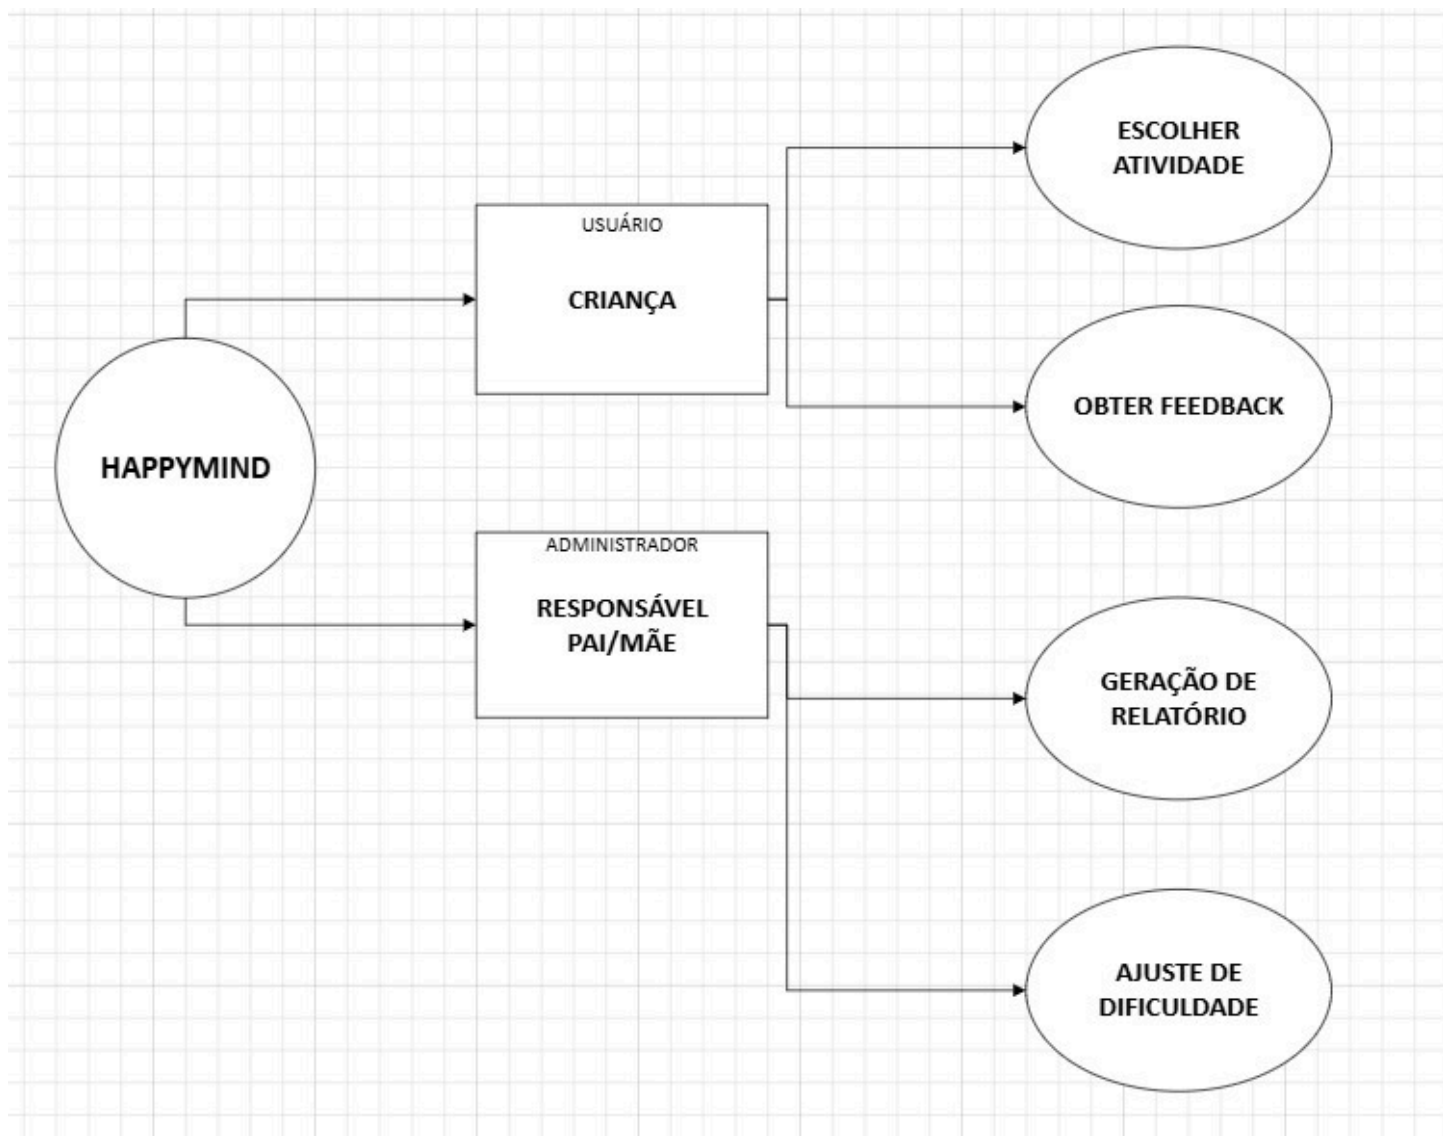 ESCOLHER
ATIVIDADE
USUÁRIO
CRIANÇA
OBTER FEEDBACK
HAPPYMIND
ADMINISTRADOR
RESPONSÁVEL
PAI/MÃE
GERAÇÃO DE
RELATÓRIO
AJUSTE DE
DIFICULDADE